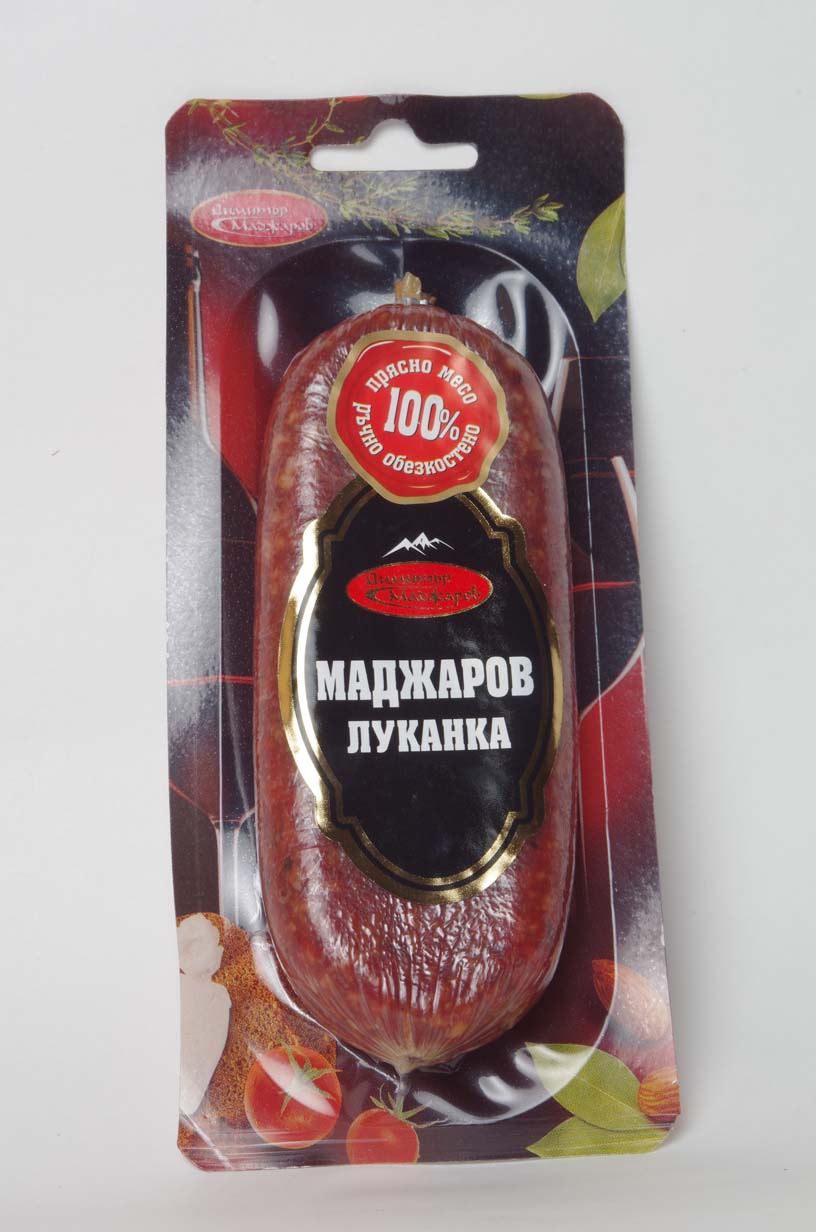 Димитър
Маджаров
прясно месо
100%
ръчно обезкостено
Димитър
Маджаров
МАДЖАРОВ
ЛУКАНКА